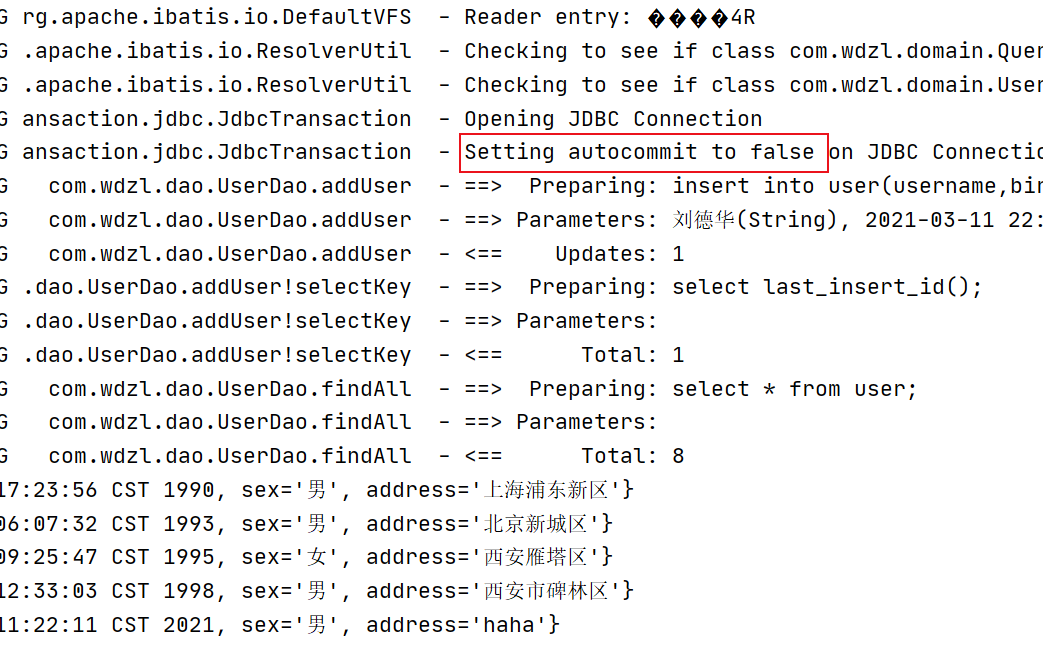 G rg.apache.ibatis.io.DefaultVFS - Reader entry: ����4R
G .apache.ibatis.io.ResolverUtil - Checking to see if class com.wdzl.domain.Quer
G .apache.ibatis.io.ResolverUtil - Checking to see if class com.wdzl.domain.User
G ansaction.jdbc.JdbcTransaction - Opening JDBC Connection
G ansaction.jdbc.JdbcTransaction - Setting autocommit to false on JDBC Connectio
G com.wdzl.dao.UserDao.addUser - ==> Preparing: insert into user(username,bir
G com.wdzl.dao.UserDao.addUser - ==> Parameters: 刘德华(String), 2021-03-11 22:
G com.wdzl.dao.UserDao.addUser - <== Updates: 1
G .dao.UserDao.addUser!selectKey - ==> Preparing: select last_insert_id();
G .dao.UserDao.addUser!selectKey - ==> Parameters:
G .dao.UserDao.addUser!selectKey - <== Total: 1
G com.wdzl.dao.UserDao.findAll - ==> Preparing: select * from user;
G com.wdzl.dao.UserDao.findAll - ==> Parameters:
G com.wdzl.dao.UserDao.findAll - <== Total: 8
17:23:56 CST 1990, sex='男', address='上海浦东新区'}
06:07:32 CST 1993, sex='男', address='北京新城区'}
09:25:47 CST 1995, sex='女', address='西安雁塔区'}
12:33:03 CST 1998, sex='男', address='西安市碑林区'}
11:22:11 CST 2021, sex='男', address='haha'}